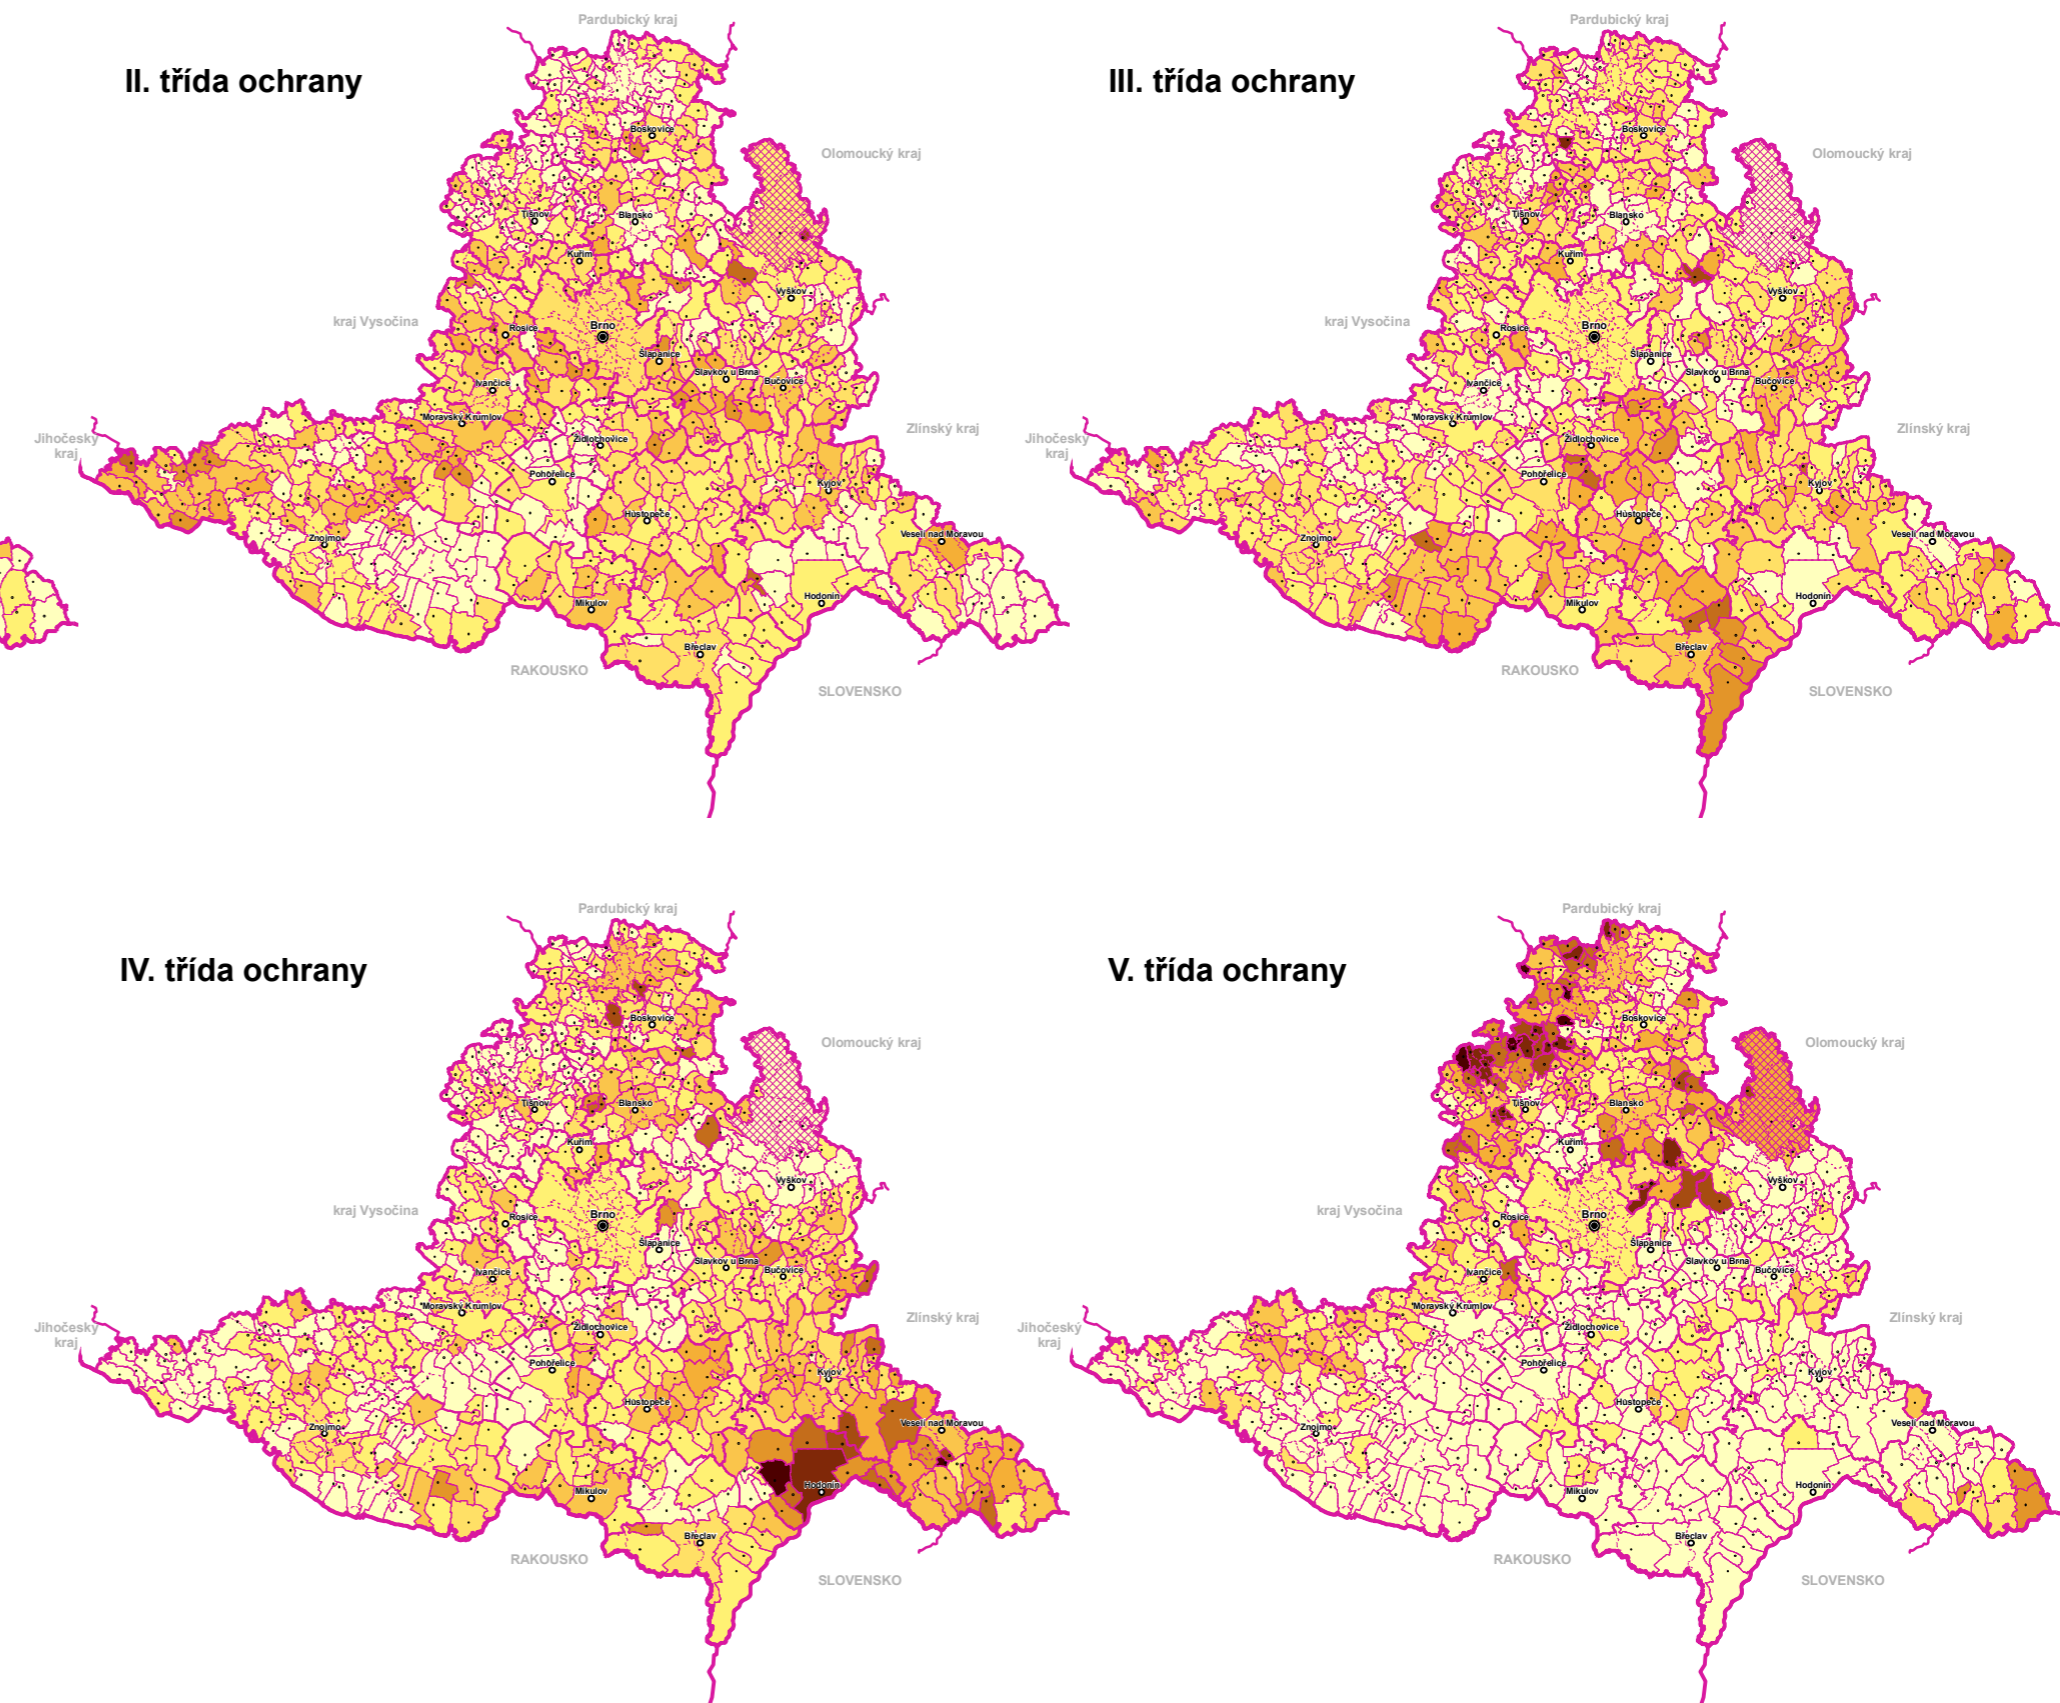 Pardubický kraj
II. třída ochrany
Boskovice
Olomoucký kraj
Tišnov
Blansko
Kuřim
Vyškov
kraj Vysočina
Rosice
Brno
Šlapanice
Slavkov u Brna
Bučovice
Ivančice
Moravský Krumlov
Jihočeský
kraj
Židlochovice
Zlínský kraj
Pohořelice
Kyjov
Hustopeče
Znojmo
Veselí nad Moravou
Mikulov
Hodonín
Břeclav
RAKOUSKO
SLOVENSKO
Pardubický kraj
III. třída ochrany
Boskovice
Olomoucký kraj
Tišnov
Blansko
Kuřim
Vyškov
kraj Vysočina
Rosice
Brno
Šlapanice
Slavkov u Brna
Bučovice
Ivančice
Moravský Krumlov
Jihočeský
kraj
Židlochovice
Zlínský kraj
Pohořelice
Kyjov
Hustopeče
Znojmo
Veselí nad Moravou
Mikulov
Hodonín
Břeclav
RAKOUSKO
SLOVENSKO
Pardubický kraj
IV. třída ochrany
Boskovice
Olomoucký kraj
Tišnov
Blansko
Kuřim
Vyškov
kraj Vysočina
Rosice
Brno
Šlapanice
Slavkov u Brna
Bučovice
Ivančice
Moravský Krumlov
Jihočeský
kraj
Židlochovice
Zlínský kraj
Pohořelice
Kyjov
Hustopeče
Znojmo
Veselí nad Moravou
Mikulov
Hodonín
Břeclav
RAKOUSKO
SLOVENSKO
Pardubický kraj
V. třída ochrany
Boskovice
Olomoucký kraj
Tišnov
Blansko
Kuřim
Vyškov
kraj Vysočina
Rosice
Brno
Šlapanice
Slavkov u Brna
Bučovice
Ivančice
Moravský Krumlov
Jihočeský
kraj
Židlochovice
Zlínský kraj
Pohořelice
Kyjov
Hustopeče
Znojmo
Veselí nad Moravou
Mikulov
Hodonín
Břeclav
RAKOUSKO
SLOVENSKO